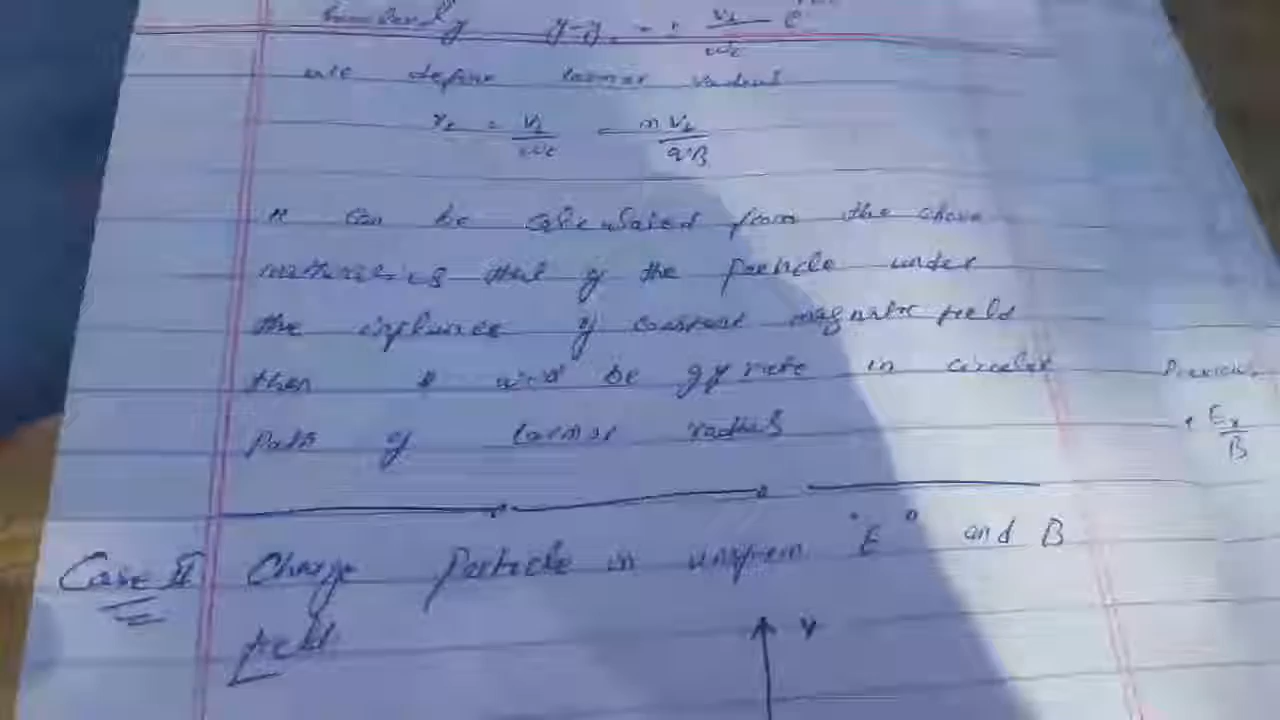 y-y₀ = + v⊥/ωc e
we define larmor radius
r_L = v⊥/ωc = m v⊥/qB
it can be calculated from the above
that if the particle under
the influence of constant magnetic field
then it will be gyrate in circular
Path of larmor radius
Ex/B
Case II Charge Particle in uniform "E" and B
field
y